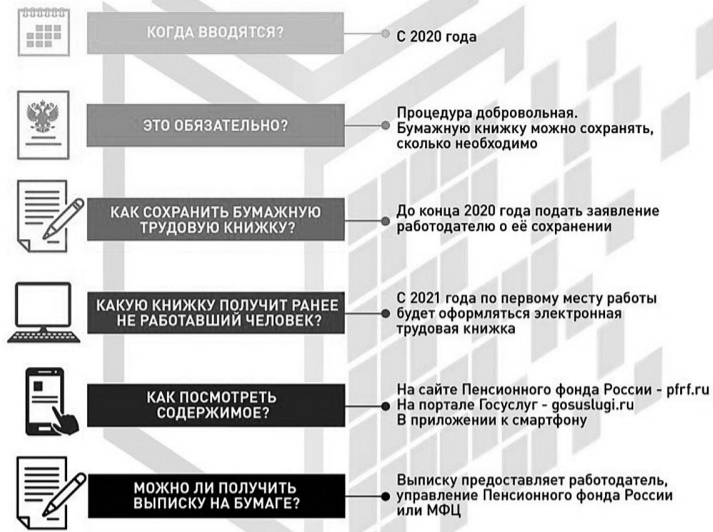 КОГДА ВВОДЯТСЯ?
С 2020 года
ЭТО ОБЯЗАТЕЛЬНО?
Процедура добровольная.
Бумажную книжку можно сохранять,
сколько необходимо
КАК СОХРАНИТЬ БУМАЖНУЮ
ТРУДОВУЮ КНИЖКУ?
До конца 2020 года подать заявление
работодателю о её сохранении
КАКУЮ КНИЖКУ ПОЛУЧИТ РАНЕЕ
НЕ РАБОТАВШИЙ ЧЕЛОВЕК?
С 2021 года по первому месту работы
будет оформляться электронная
трудовая книжка
КАК ПОСМОТРЕТЬ
СОДЕРЖИМОЕ?
На сайте Пенсионного фонда России - pfrf.ru
На портале Госуслуг - gosuslugi.ru
В приложении к смартфону
МОЖНО ЛИ ПОЛУЧИТЬ
ВЫПИСКУ НА БУМАГЕ?
Выписку предоставляет работодатель,
управление Пенсионного фонда России
или МФЦ